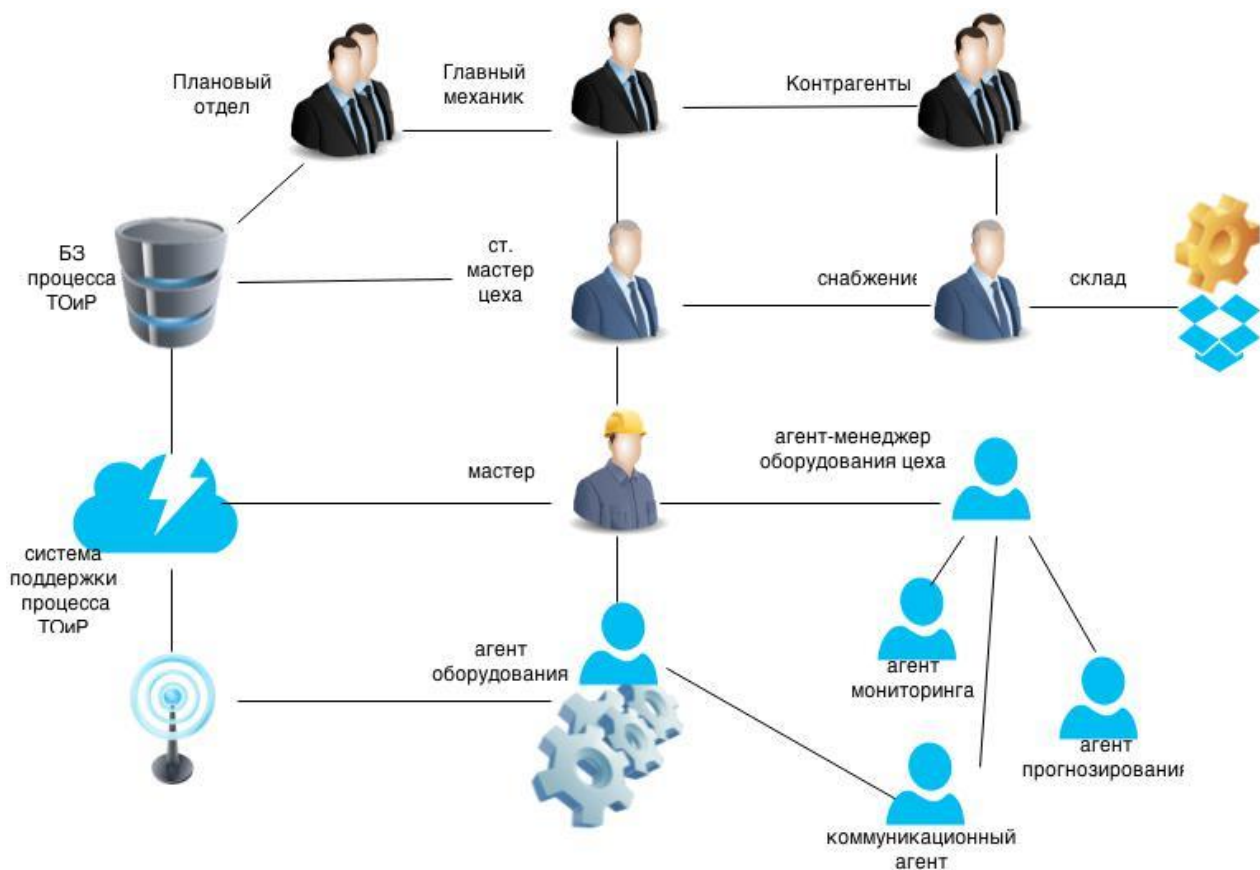 Плановый
отдел
Главный
механик
Контрагенты
БЗ
процесса
ТОиР
ст.
мастер
цеха
снабжение
склад
мастер
агент-менеджер
оборудования цеха
система
поддержки
процесса
ТОиР
агент
оборудования
агент
мониторинга
агент
прогнозирования
коммуникационный
агент